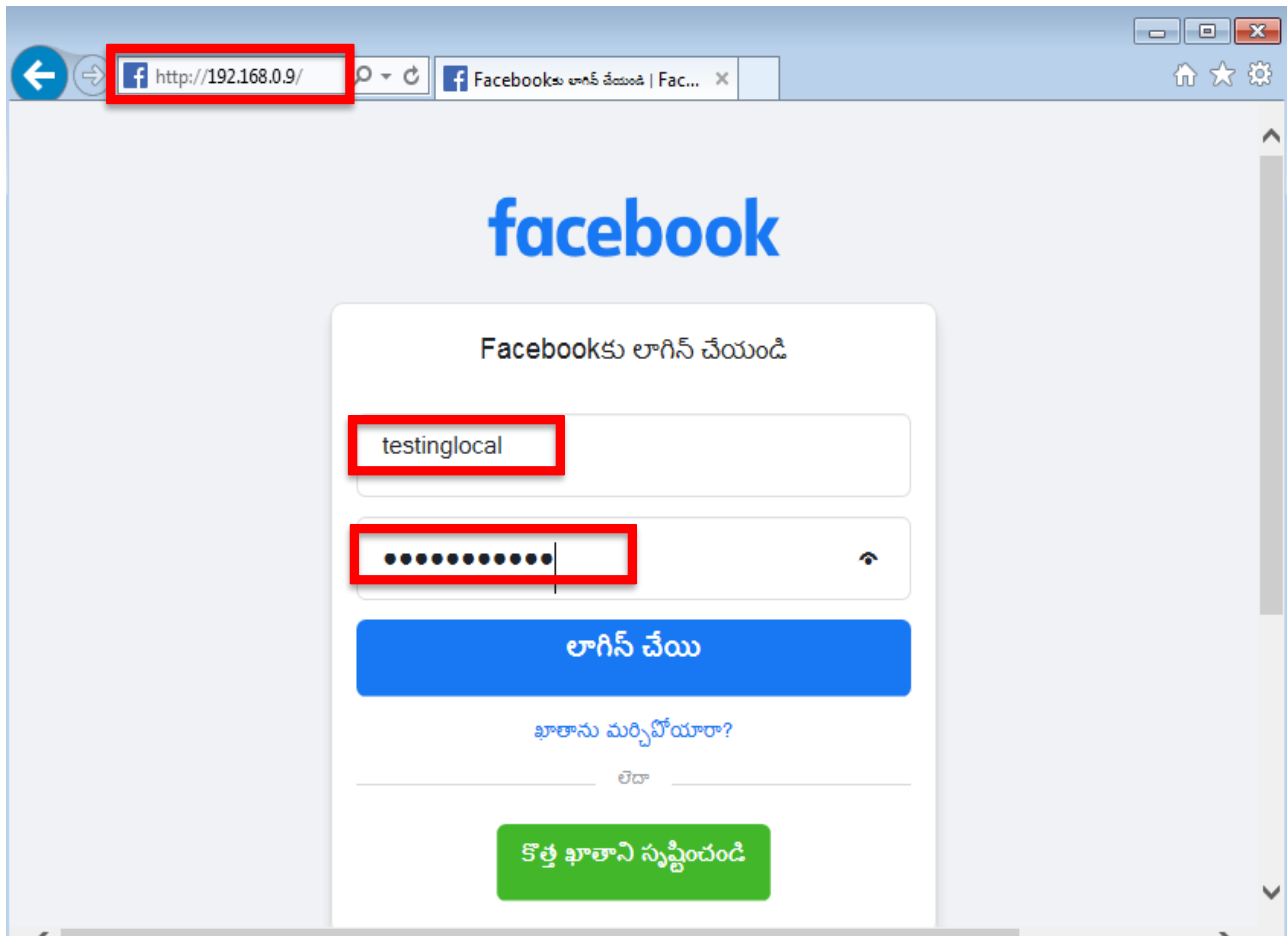 http://192.168.0.9/
Facebookకు లాగిన్ చేయండి | Fac...
facebook
Facebookకు లాగిన్ చేయండి
testinglocal
●●●●●●●●●●●
లాగిన్ చేయి
ఖాతాను మర్చిపోయారా?
లెదా
కొత్త ఖాతాని సృష్టించండి